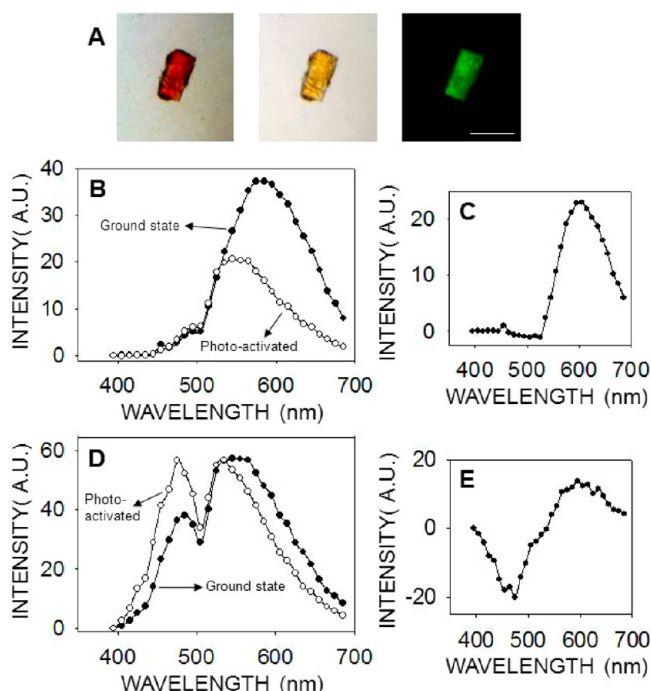 A
B
INTENSITY( A.U.)
40
30
20
10
0
Ground state
Photo-activated
400 500 600 700
WAVELENGTH (nm)
C
INTENSITY( A.U.)
20
10
0
400 500 600 700
WAVELENGTH (nm)
D
INTENSITY( A.U.)
60
40
20
0
Photo-
activated
Ground state
400 500 600 700
WAVELENGTH (nm)
E
INTENSITY( A.U.)
20
0
-20
400 500 600 700
WAVELENGTH (nm)